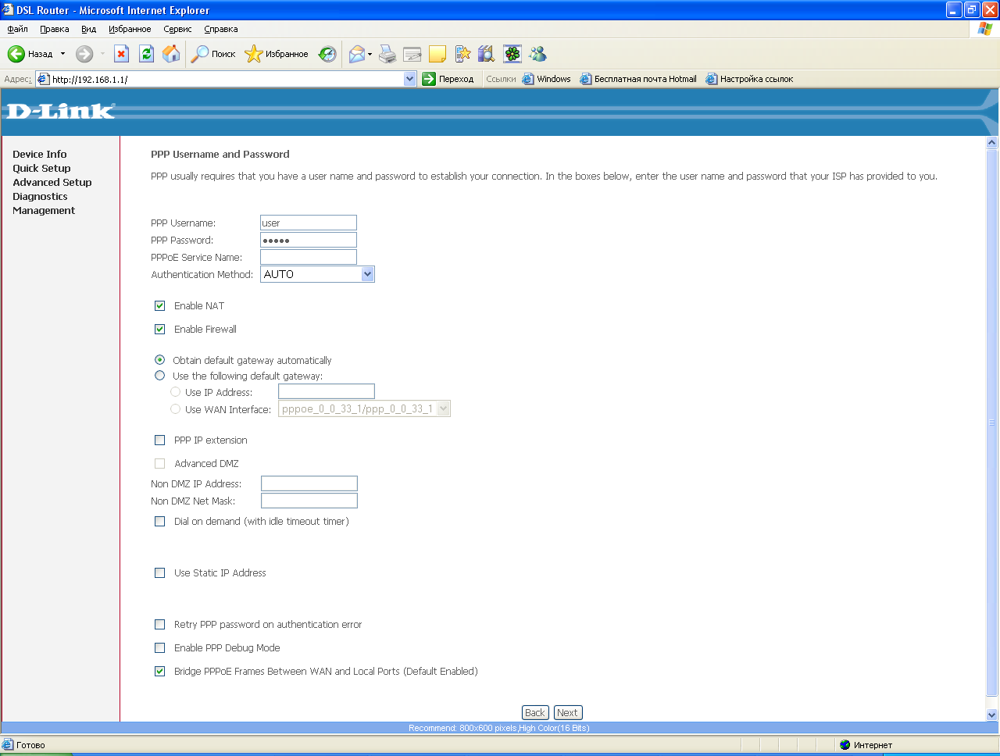 DSL Router - Microsoft Internet Explorer
Файл Правка Вид Избранное Сервис Справка
Назад Поиск Избранное
Адрес: http://192.168.1.1/ Переход Ссылки Windows Бесплатная почта Hotmail Настройка ссылок
D-Link
Device Info
Quick Setup
Advanced Setup
Diagnostics
Management
PPP Username and Password
PPP usually requires that you have a user name and password to establish your connection. In the boxes below, enter the user name and password that your ISP has provided to you.
PPP Username: user
PPP Password: •••••
PPPoE Service Name:
Authentication Method: AUTO
Enable NAT
Enable Firewall
Obtain default gateway automatically
Use the following default gateway:
Use IP Address:
Use WAN Interface: pppoe_0_0_33_1/ppp_0_0_33_1
PPP IP extension
Advanced DMZ
Non DMZ IP Address:
Non DMZ Net Mask:
Dial on demand (with idle timeout timer)
Use Static IP Address
Retry PPP password on authentication error
Enable PPP Debug Mode
Bridge PPPoE Frames Between WAN and Local Ports (Default Enabled)
Back Next
Recommend: 800x600 pixels,High Color(16 Bits)
Готово Интернет